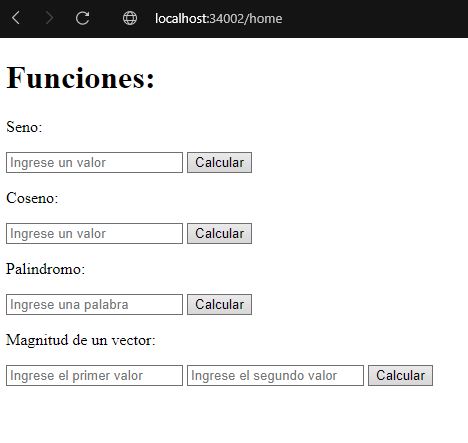 localhost:34002/home
Funciones:
Seno:
Ingrese un valor Calcular
Coseno:
Ingrese un valor Calcular
Palindromo:
Ingrese una palabra Calcular
Magnitud de un vector:
Ingrese el primer valor Ingrese el segundo valor Calcular